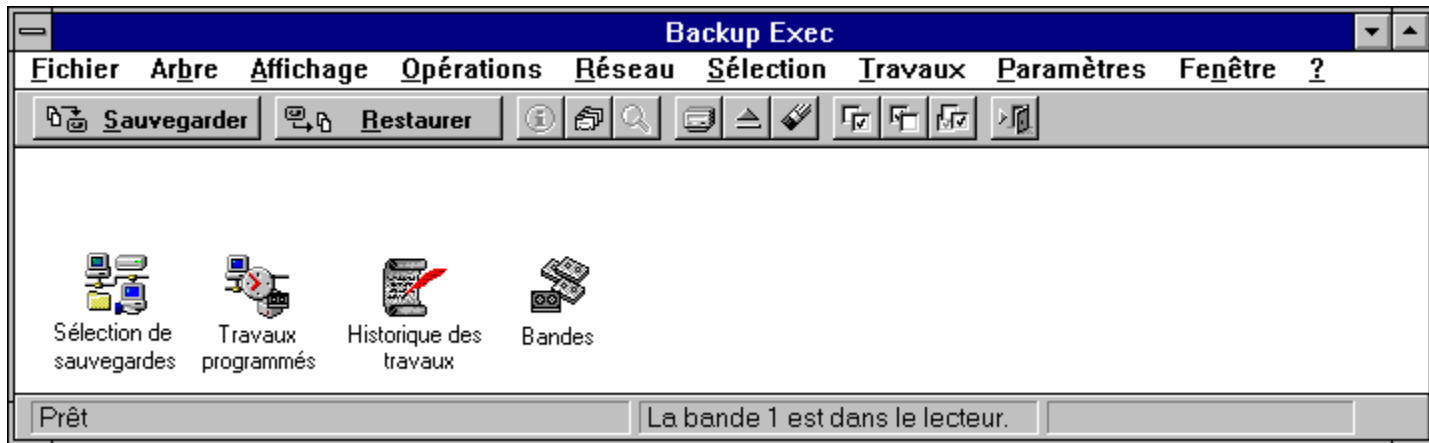 Backup Exec
Fichier Arbre Affichage Opérations Réseau Sélection Travaux Paramètres Fenêtre ?
Sauvegarder Restaurer
Sélection de sauvegardes
Travaux programmés
Historique des travaux
Bandes
Prêt La bande 1 est dans le lecteur.